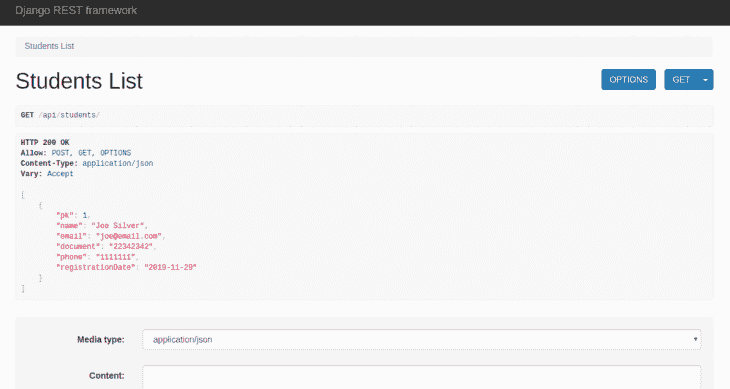 Django REST framework
Students List
Students List
OPTIONS
GET
GET /api/students/
HTTP 200 OK
Allow: POST, GET, OPTIONS
Content-Type: application/json
Vary: Accept
[
{
"pk": 1,
"name": "Joe Silver",
"email": "joe@email.com",
"document": "22342342",
"phone": "1111111",
"registrationDate": "2019-11-29"
}
]
Media type:
application/json
Content: